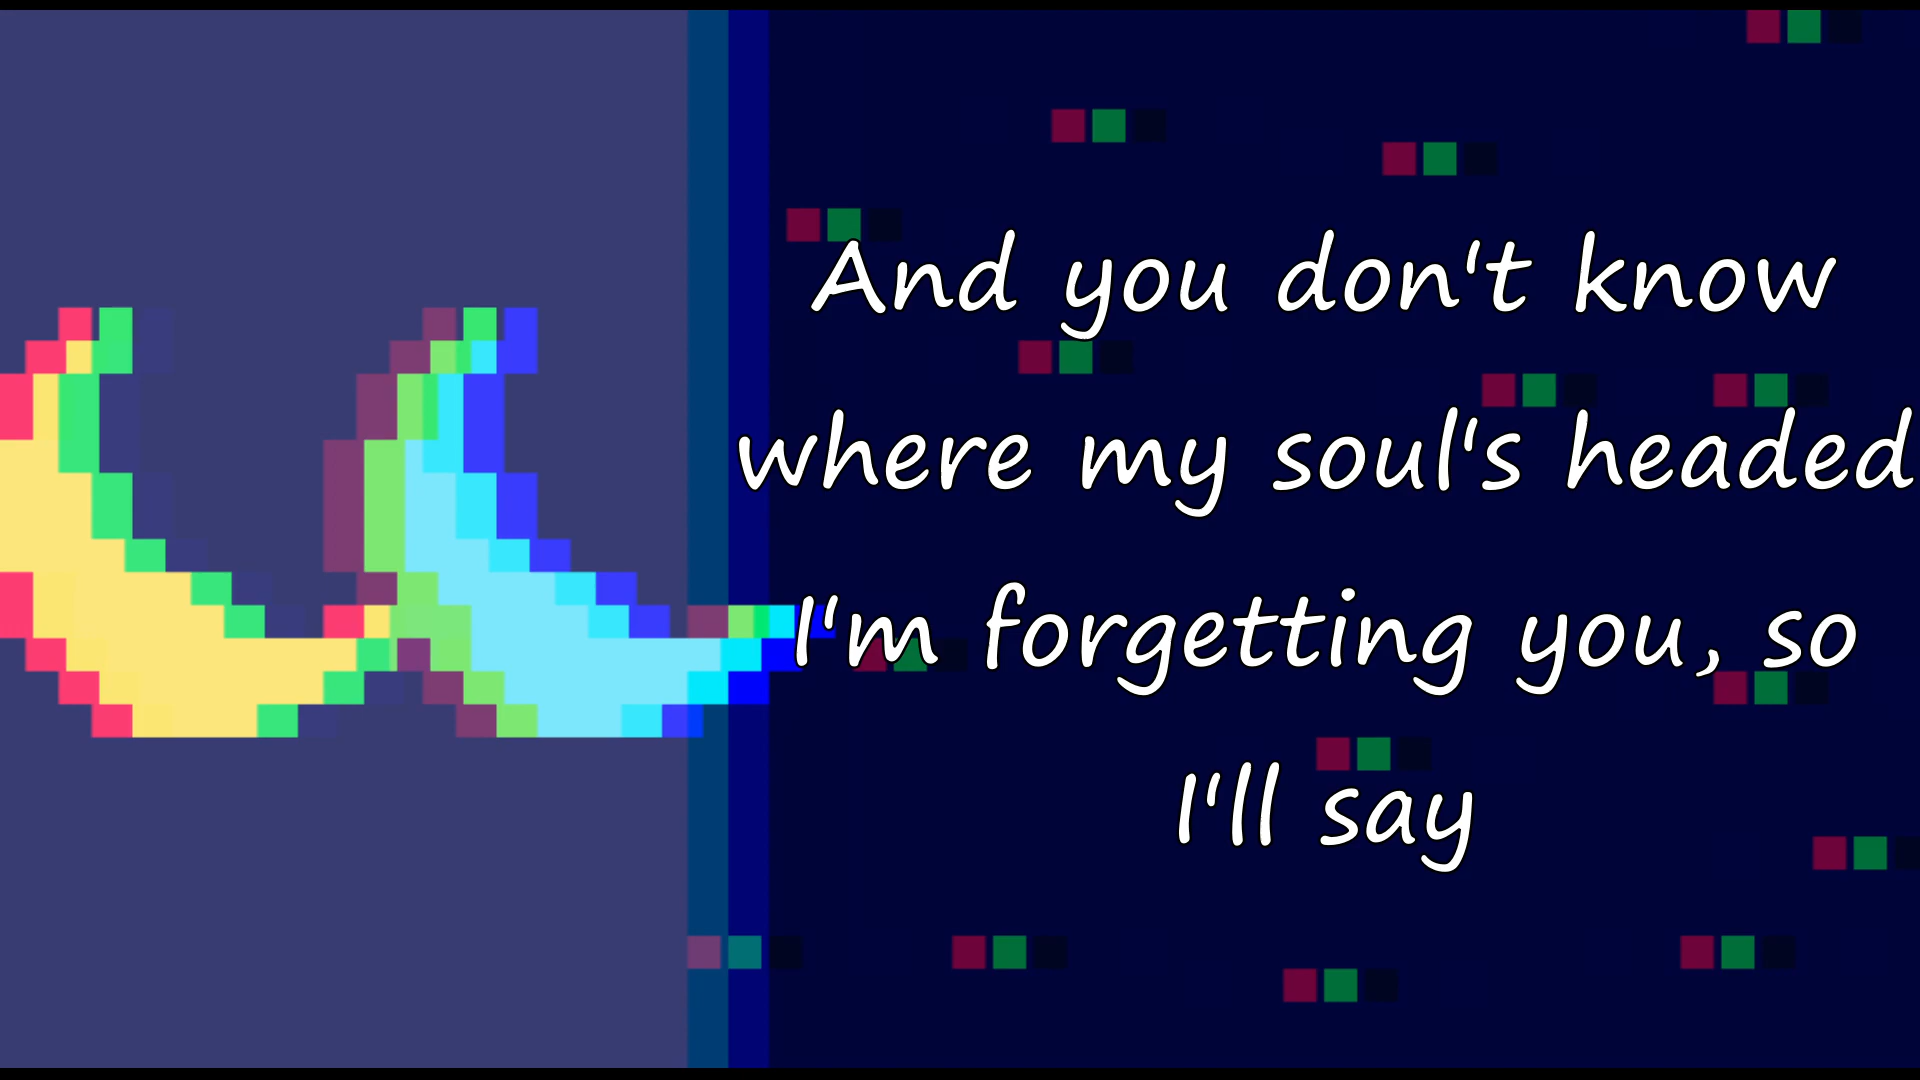 And you don't know
where my soul's headed
I'm forgetting you, so
I'll say